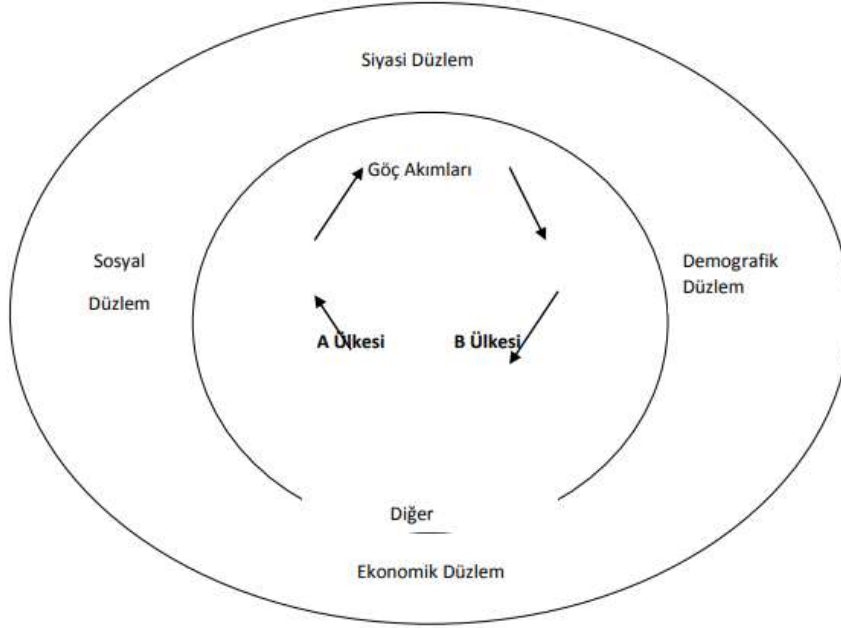 Siyasi Düzlem
Göç Akımları
Sosyal
Düzlem
Demografik
Düzlem
A Ülkesi
B Ülkesi
Diğer
Ekonomik Düzlem